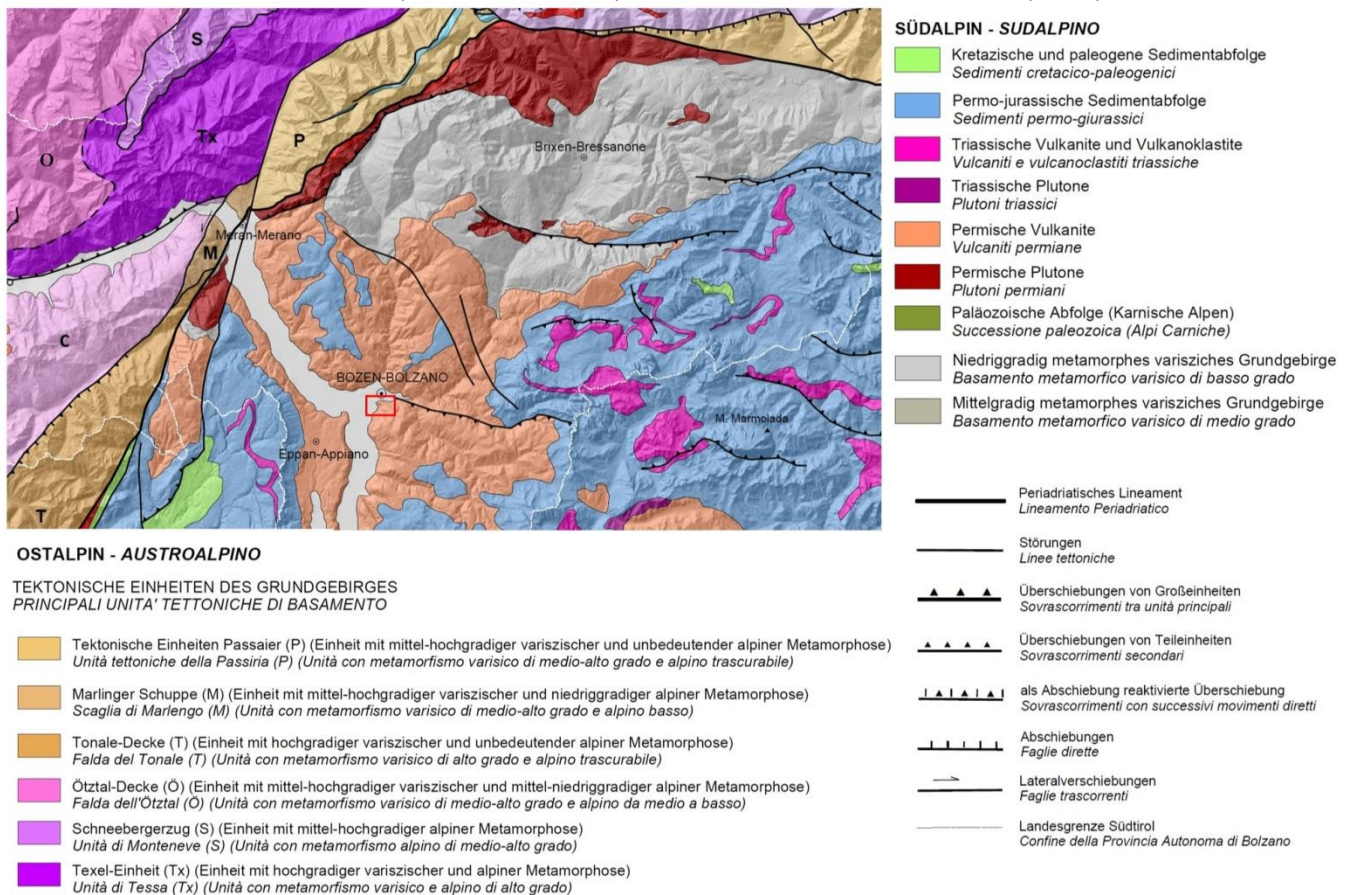 S
Tx
P
O
Brixen-Bressanone
Meran-Merano
M
C
BOZEN-BOLZANO
M. Marmolada
Eppan-Appiano
T
SÜDALPIN - SUDALPINO
Kretazische und paleogene Sedimentabfolge
Sedimenti cretacico-paleogenici
Permo-jurassische Sedimentabfolge
Sedimenti permo-giurassici
Triassische Vulkanite und Vulkanoklastite
Vulcaniti e vulcanoclastiti triassiche
Triassische Plutone
Plutoni triassici
Permische Vulkanite
Vulcaniti permiane
Permische Plutone
Plutoni permiani
Paläozoische Abfolge (Karnische Alpen)
Successione paleozoica (Alpi Carniche)
Niedriggradig metamorphes varisziches Grundgebirge
Basamento metamorfico varisico di basso grado
Mittelgradig metamorphes varisziches Grundgebirge
Basamento metamorfico varisico di medio grado
Periadriatisches Lineament
Lineamento Periadriatico
Störungen
Linee tettoniche
Überschiebungen von Großeinheiten
Sovrascorrimenti tra unità principali
Überschiebungen von Teileinheiten
Sovrascorrimenti secondari
als Abschiebung reaktivierte Überschiebung
Sovrascorrimenti con successivi movimenti diretti
Abschiebungen
Faglie dirette
Lateralverschiebungen
Faglie trascorrenti
Landesgrenze Südtirol
Confine della Provincia Autonoma di Bolzano
OSTALPIN - AUSTROALPINO
TEKTONISCHE EINHEITEN DES GRUNDGEBIRGES
PRINCIPALI UNITA' TETTONICHE DI BASAMENTO
Tektonische Einheiten Passaier (P) (Einheit mit mittel-hochgradiger variszischer und unbedeutender alpiner Metamorphose)
Unità tettoniche della Passiria (P) (Unità con metamorfismo varisico di medio-alto grado e alpino trascurabile)
Marlinger Schuppe (M) (Einheit mit mittel-hochgradiger variszischer und niedriggradiger alpiner Metamorphose)
Scaglia di Marlengo (M) (Unità con metamorfismo varisico di medio-alto grado e alpino basso)
Tonale-Decke (T) (Einheit mit hochgradiger variszischer und unbedeutender alpiner Metamorphose)
Falda del Tonale (T) (Unità con metamorfismo varisico di alto grado e alpino trascurabile)
Ötztal-Decke (Ö) (Einheit mit mittel-hochgradiger variszischer und mittel-niedriggradiger alpiner Metamorphose)
Falda dell'Ötztal (Ö) (Unità con metamorfismo varisico di medio-alto grado e alpino da medio a basso)
Schneebergerzug (S) (Einheit mit mittel-hochgradiger alpiner Metamorphose)
Unità di Monteneve (S) (Unità con metamorfismo alpino di medio-alto grado)
Texel-Einheit (Tx) (Einheit mit hochgradiger variszischer und alpiner Metamorphose)
Unità di Tessa (Tx) (Unità con metamorfismo varisico e alpino di alto grado)